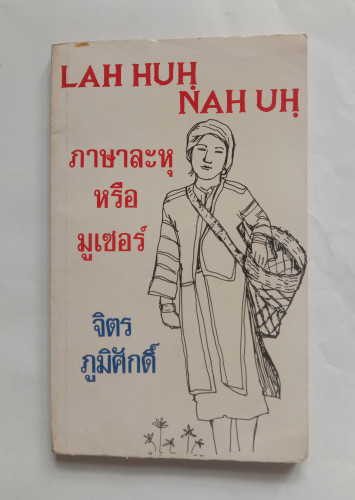 LAH HUḤ
ṆAH UḤ
ภาษาละหุ
หรือ
มูเซอร์
จิตร
ภูมิศักดิ์